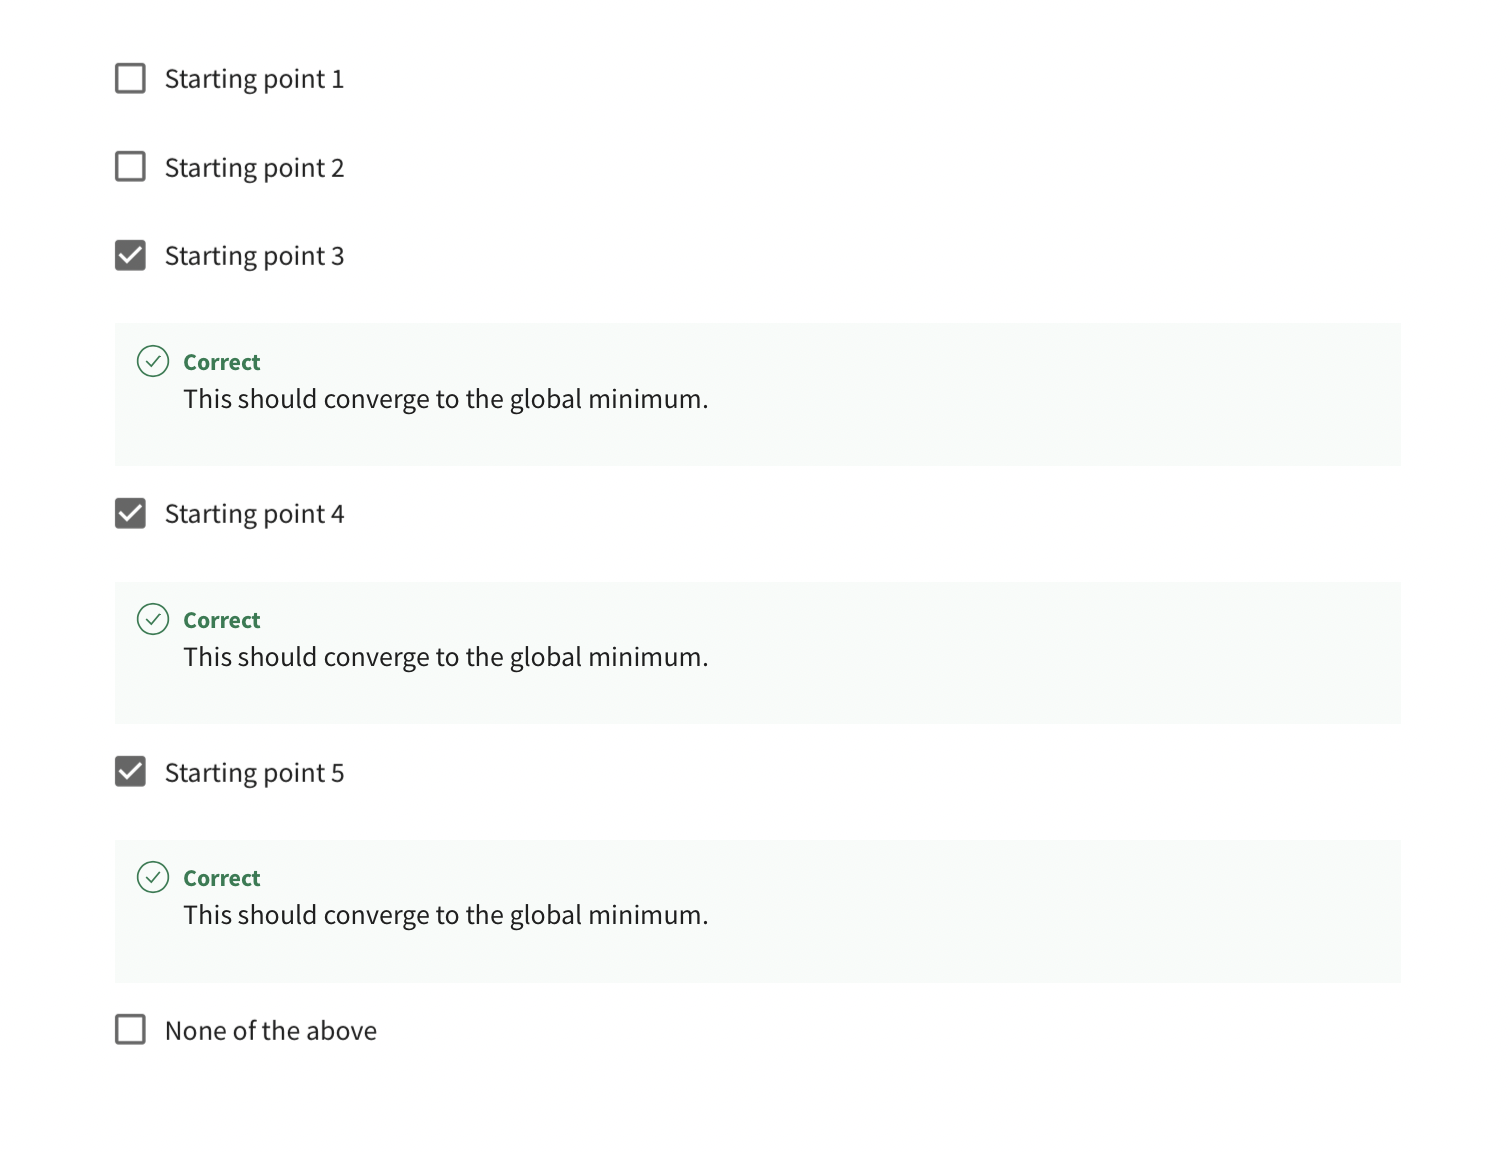 Starting point 1
Starting point 2
Starting point 3
Correct
This should converge to the global minimum.
Starting point 4
Correct
This should converge to the global minimum.
Starting point 5
Correct
This should converge to the global minimum.
None of the above